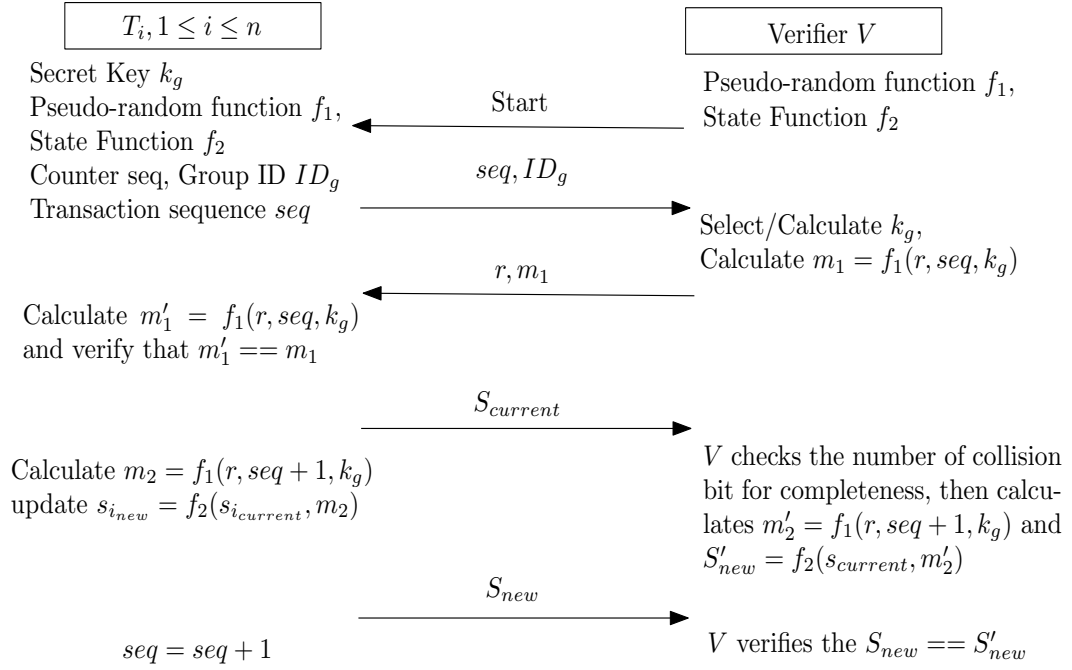 T_i, 1 ≤ i ≤ n
Verifier V
Secret Key k_g
Pseudo-random function f_1,
State Function f_2
Counter seq, Group ID ID_g
Transaction sequence seq
Pseudo-random function f_1,
State Function f_2
Start
seq, ID_g
Select/Calculate k_g,
Calculate m_1 = f_1(r, seq, k_g)
r, m_1
Calculate m′_1 = f_1(r, seq, k_g)
and verify that m′_1 == m_1
S_current
Calculate m_2 = f_1(r, seq + 1, k_g)
update s_{i_new} = f_2(s_{i_current}, m_2)
V checks the number of collision
bit for completeness, then calcu-
lates m′_2 = f_1(r, seq + 1, k_g) and
S′_new = f_2(s_current, m′_2)
S_new
seq = seq + 1
V verifies the S_new == S′_new